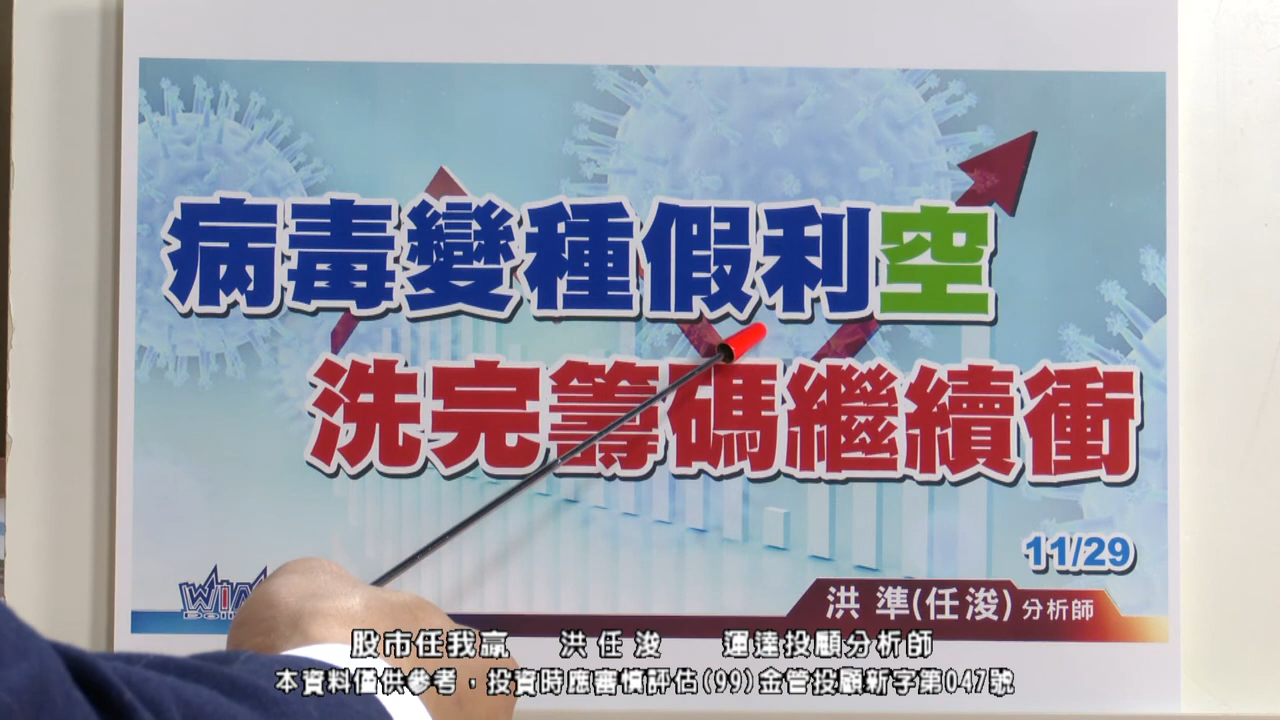 病毒變種假利空
洗完籌碼繼續衝
11/29
洪 準(任浚) 分析師
股市任我贏 洪任浚 運達投顧分析師
本資料僅供參考，投資時應審慎評估(99)金管投顧新字第047號